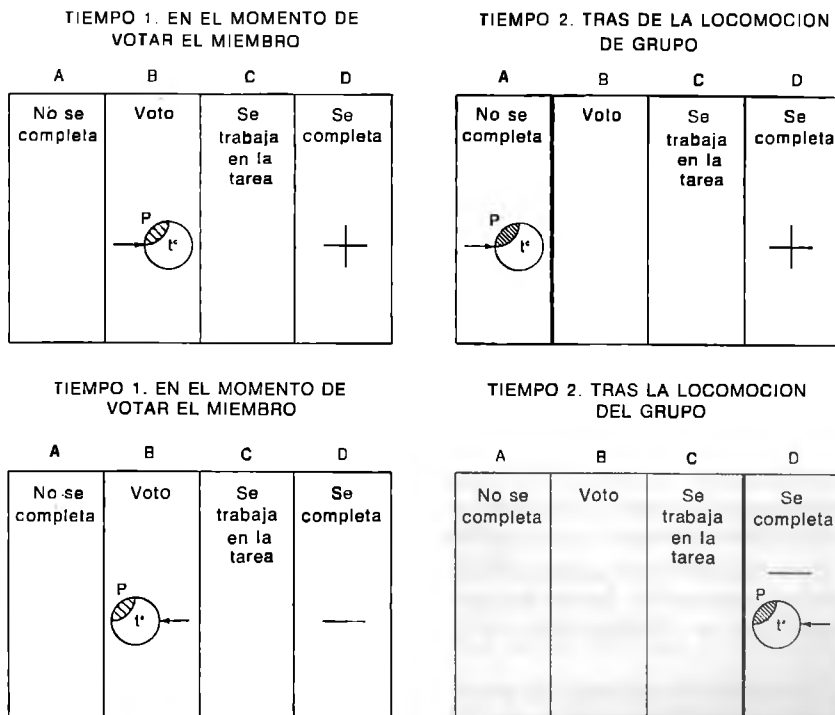 TIEMPO 1. EN EL MOMENTO DE
VOTAR EL MIEMBRO
A B C D
No se completa Voto Se trabaja en la tarea Se completa
P
t°
TIEMPO 2. TRAS DE LA LOCOMOCION
DE GRUPO
A B C D
No se completa Voto Se trabaja en la tarea Se completa
P
t°
TIEMPO 1. EN EL MOMENTO DE
VOTAR EL MIEMBRO
A B C D
No se completa Voto Se trabaja en la tarea Se completa
P
t°
TIEMPO 2. TRAS LA LOCOMOCION
DEL GRUPO
A B C D
No se completa Voto Se trabaja en la tarea Se completa
P
t°